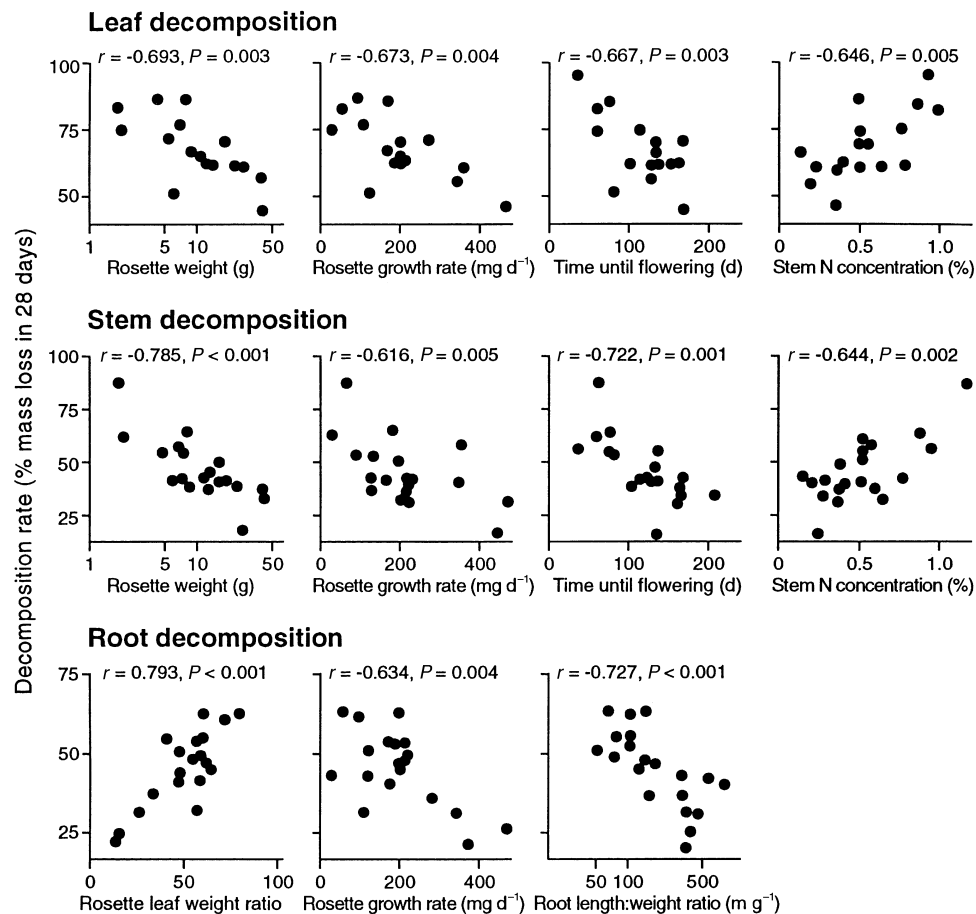 Leaf decomposition
r = -0.693, P = 0.003
r = -0.673, P = 0.004
r = -0.667, P = 0.003
r = -0.646, P = 0.005
100
75
50
1 5 10 50
0 200 400
0 100 200
0 0.5 1.0
Rosette weight (g)
Rosette growth rate (mg d⁻¹)
Time until flowering (d)
Stem N concentration (%)
Decomposition rate (% mass loss in 28 days)
Stem decomposition
r = -0.785, P < 0.001
r = -0.616, P = 0.005
r = -0.722, P = 0.001
r = -0.644, P = 0.002
100
75
50
25
1 5 10 50
0 200 400
0 100 200
0 0.5 1.0
Rosette weight (g)
Rosette growth rate (mg d⁻¹)
Time until flowering (d)
Stem N concentration (%)
Root decomposition
r = 0.793, P < 0.001
r = -0.634, P = 0.004
r = -0.727, P < 0.001
75
50
25
0 50 100
0 200 400
50 100 500
Rosette leaf weight ratio
Rosette growth rate (mg d⁻¹)
Root length:weight ratio (m g⁻¹)